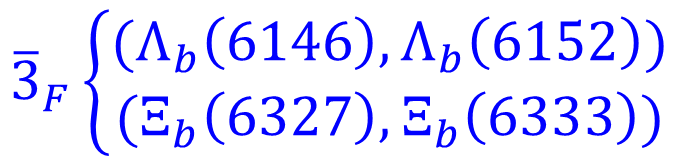 3̅_F { (Λ_b(6146), Λ_b(6152))
(Ξ_b(6327), Ξ_b(6333))